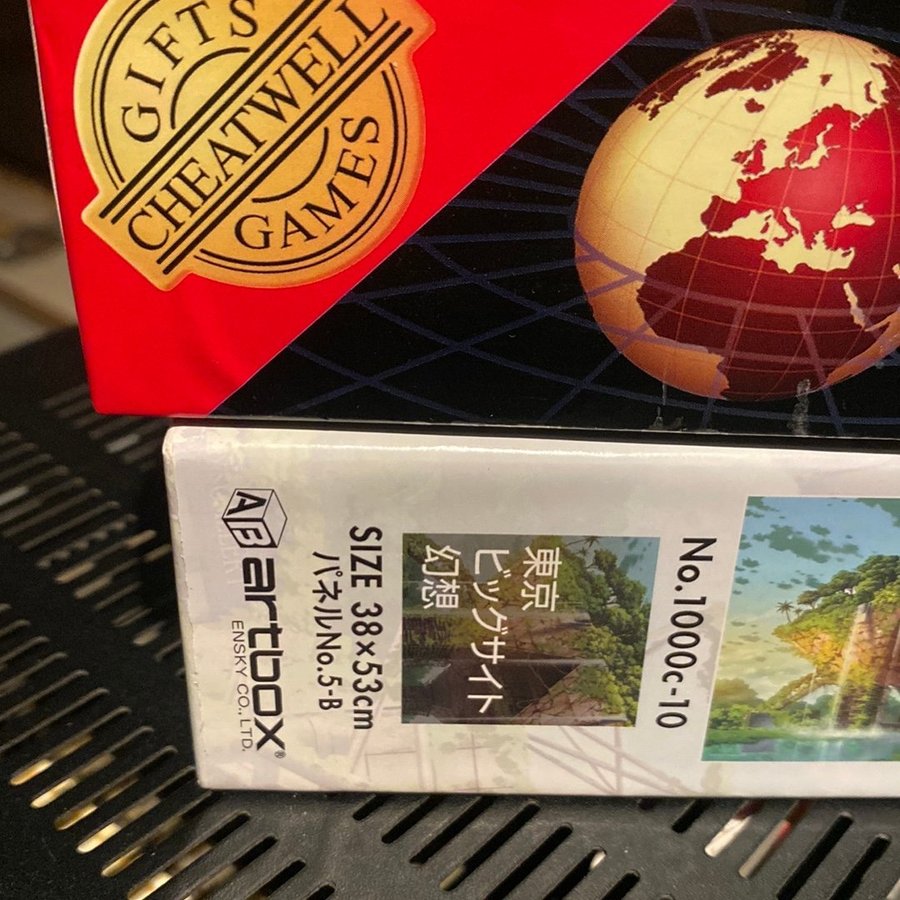 GIFTS
CHEATWELL
GAMES
No.1000c-10
東京
ビッグサイト
幻想
SIZE 38×53cm
パネルNo.5-B
AB artbox®
ENSKY CO., LTD.